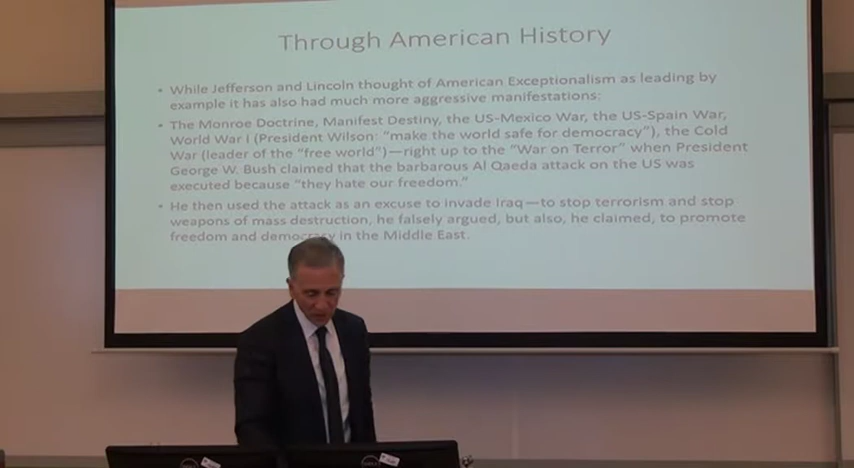 Through American History
• While Jefferson and Lincoln thought of American Exceptionalism as leading by
example it has also had much more aggressive manifestations:
• The Monroe Doctrine, Manifest Destiny, the US-Mexico War, the US-Spain War,
World War I (President Wilson: “make the world safe for democracy”), the Cold
War (leader of the “free world”)—right up to the “War on Terror” when President
George W. Bush claimed that the barbarous Al Qaeda attack on the US was
executed because “they hate our freedom.”
• He then used the attack as an excuse to invade Iraq—to stop terrorism and stop
weapons of mass destruction, he falsely argued, but also, he claimed, to promote
freedom and democracy in the Middle East.